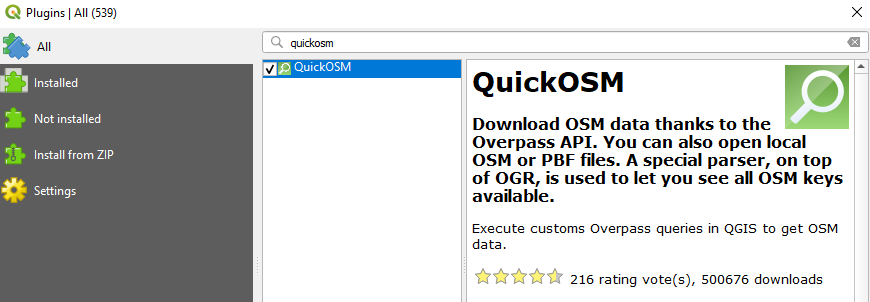 Plugins | All (539)
All
quickosm
Installed
Not installed
Install from ZIP
Settings
QuickOSM
QuickOSM
Download OSM data thanks to the
Overpass API. You can also open local
OSM or PBF files. A special parser, on top
of OGR, is used to let you see all OSM keys
available.
Execute customs Overpass queries in QGIS to get OSM
data.
216 rating vote(s), 500676 downloads